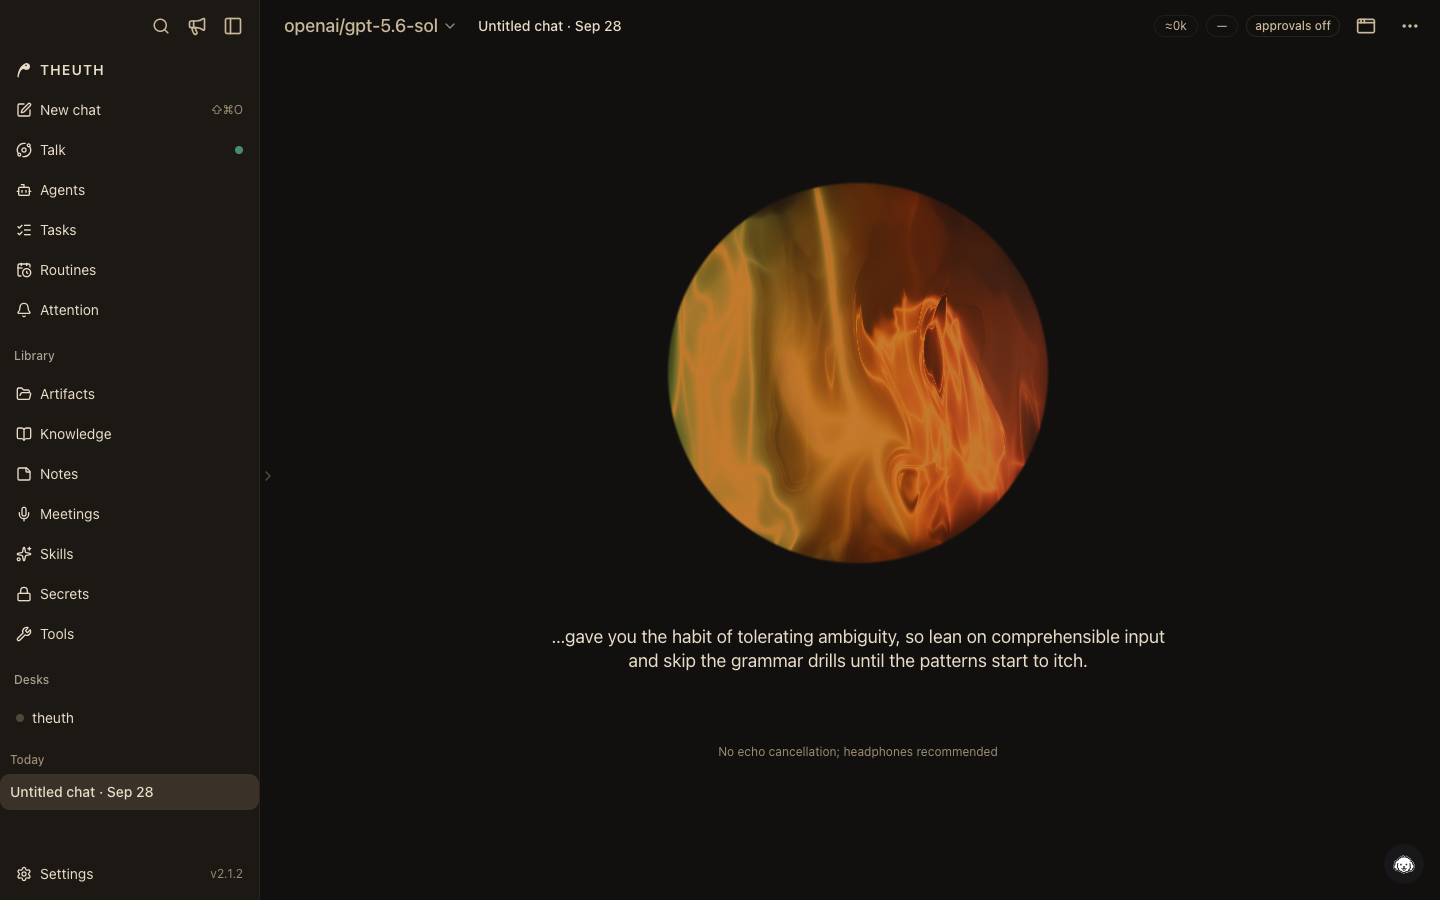 openai/gpt-5.6-sol
Untitled chat · Sep 28
≈0k
—
approvals off
THEUTH
New chat
⇧⌘O
Talk
Agents
Tasks
Routines
Attention
Library
Artifacts
Knowledge
Notes
Meetings
Skills
Secrets
Tools
Desks
theuth
Today
Untitled chat · Sep 28
Settings
v2.1.2
...gave you the habit of tolerating ambiguity, so lean on comprehensible input
and skip the grammar drills until the patterns start to itch.
No echo cancellation; headphones recommended